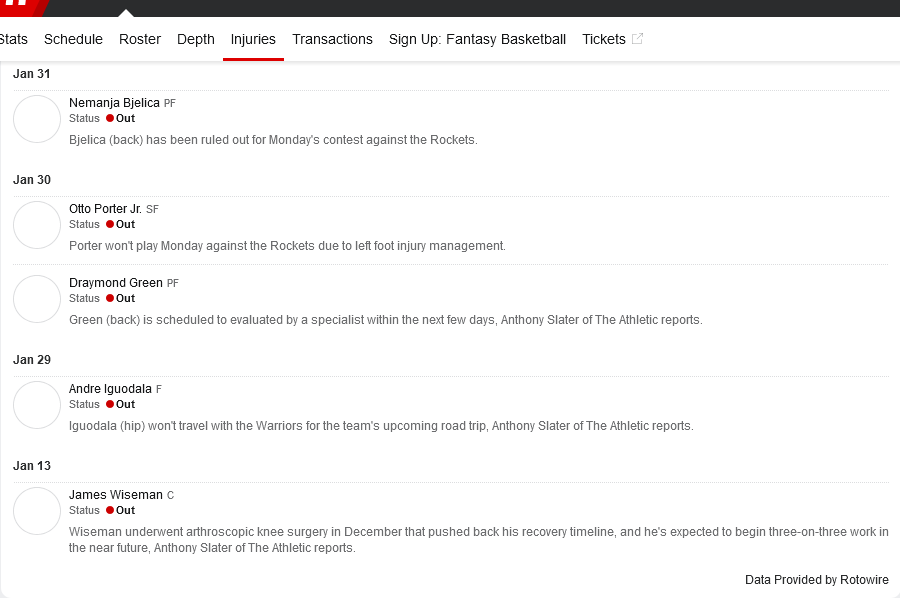 Stats Schedule Roster Depth Injuries Transactions Sign Up: Fantasy Basketball Tickets
Jan 31
Nemanja Bjelica PF
Status Out
Bjelica (back) has been ruled out for Monday's contest against the Rockets.
Jan 30
Otto Porter Jr. SF
Status Out
Porter won't play Monday against the Rockets due to left foot injury management.
Draymond Green PF
Status Out
Green (back) is scheduled to evaluated by a specialist within the next few days, Anthony Slater of The Athletic reports.
Jan 29
Andre Iguodala F
Status Out
Iguodala (hip) won't travel with the Warriors for the team's upcoming road trip, Anthony Slater of The Athletic reports.
Jan 13
James Wiseman C
Status Out
Wiseman underwent arthroscopic knee surgery in December that pushed back his recovery timeline, and he's expected to begin three-on-three work in
the near future, Anthony Slater of The Athletic reports.
Data Provided by Rotowire